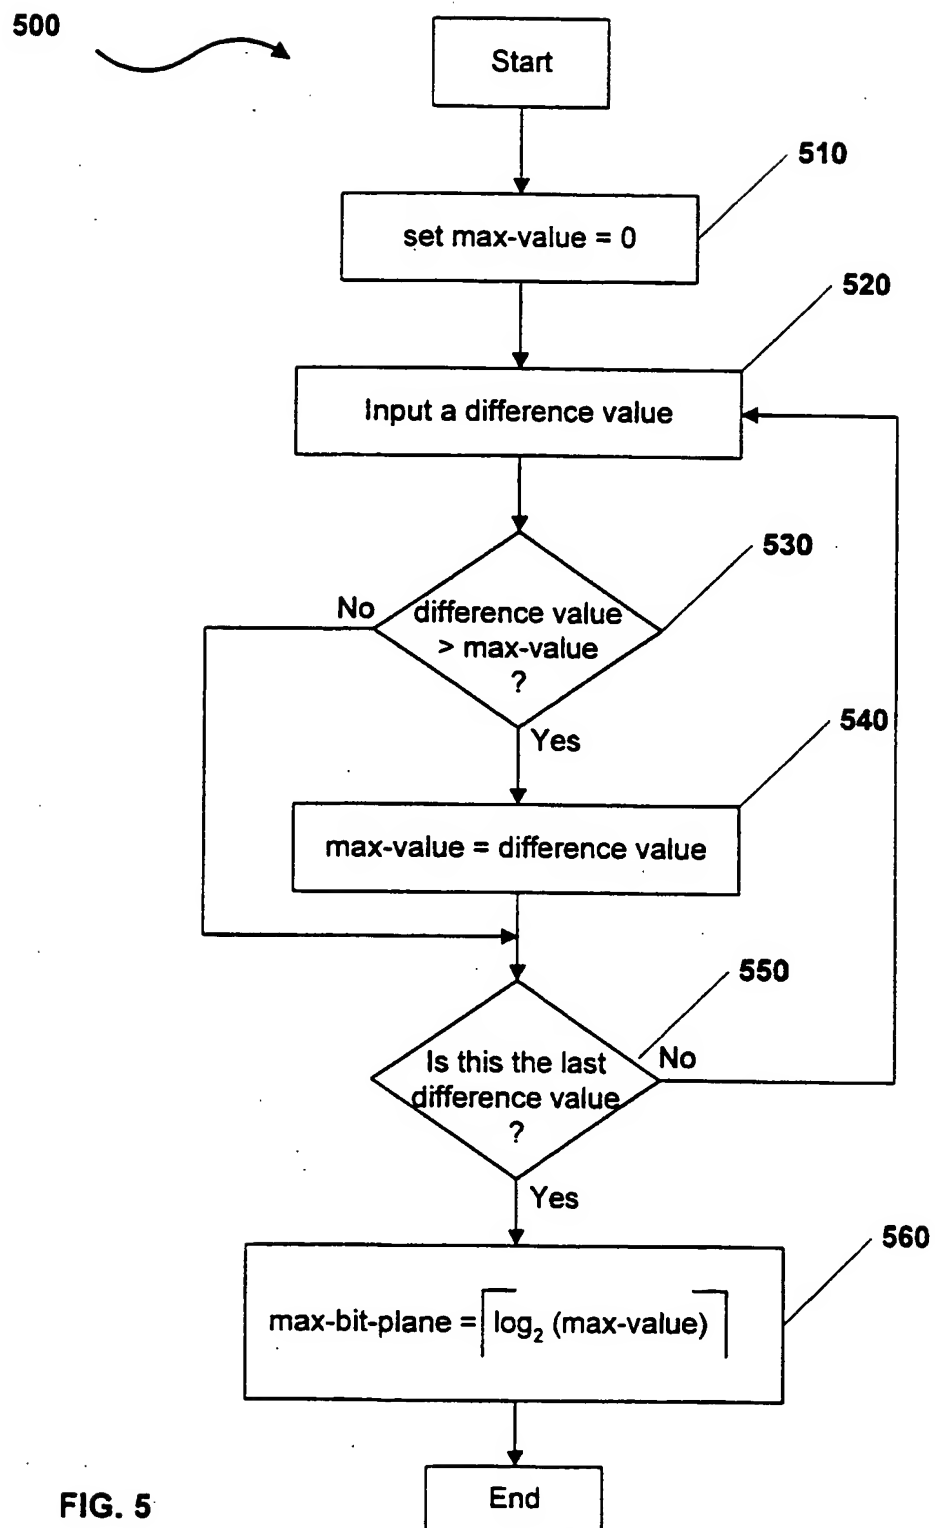 500
Start
510
set max-value = 0
520
Input a difference value
530
No
difference value
> max-value
?
Yes
540
max-value = difference value
550
Is this the last
difference value
?
No
Yes
560
max-bit-plane = ⌈log₂ (max-value)⌉
End
FIG. 5